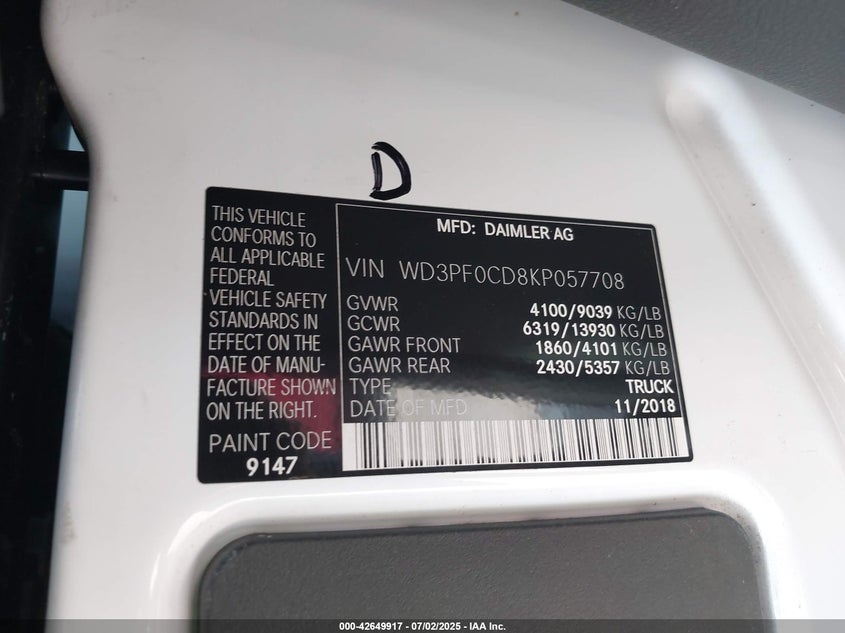 D
THIS VEHICLE
CONFORMS TO
ALL APPLICABLE
FEDERAL
VEHICLE SAFETY
STANDARDS IN
EFFECT ON THE
DATE OF MANU-
FACTURE SHOWN
ON THE RIGHT.
PAINT CODE
9147
MFD: DAIMLER AG
VIN WD3PF0CD8KP057708
GVWR 4100/9039 KG/LB
GCWR 6319/13930 KG/LB
GAWR FRONT 1860/4101 KG/LB
GAWR REAR 2430/5357 KG/LB
TYPE TRUCK
DATE OF MFD 11/2018
000-42649917 - 07/02/2025 - IAA Inc.